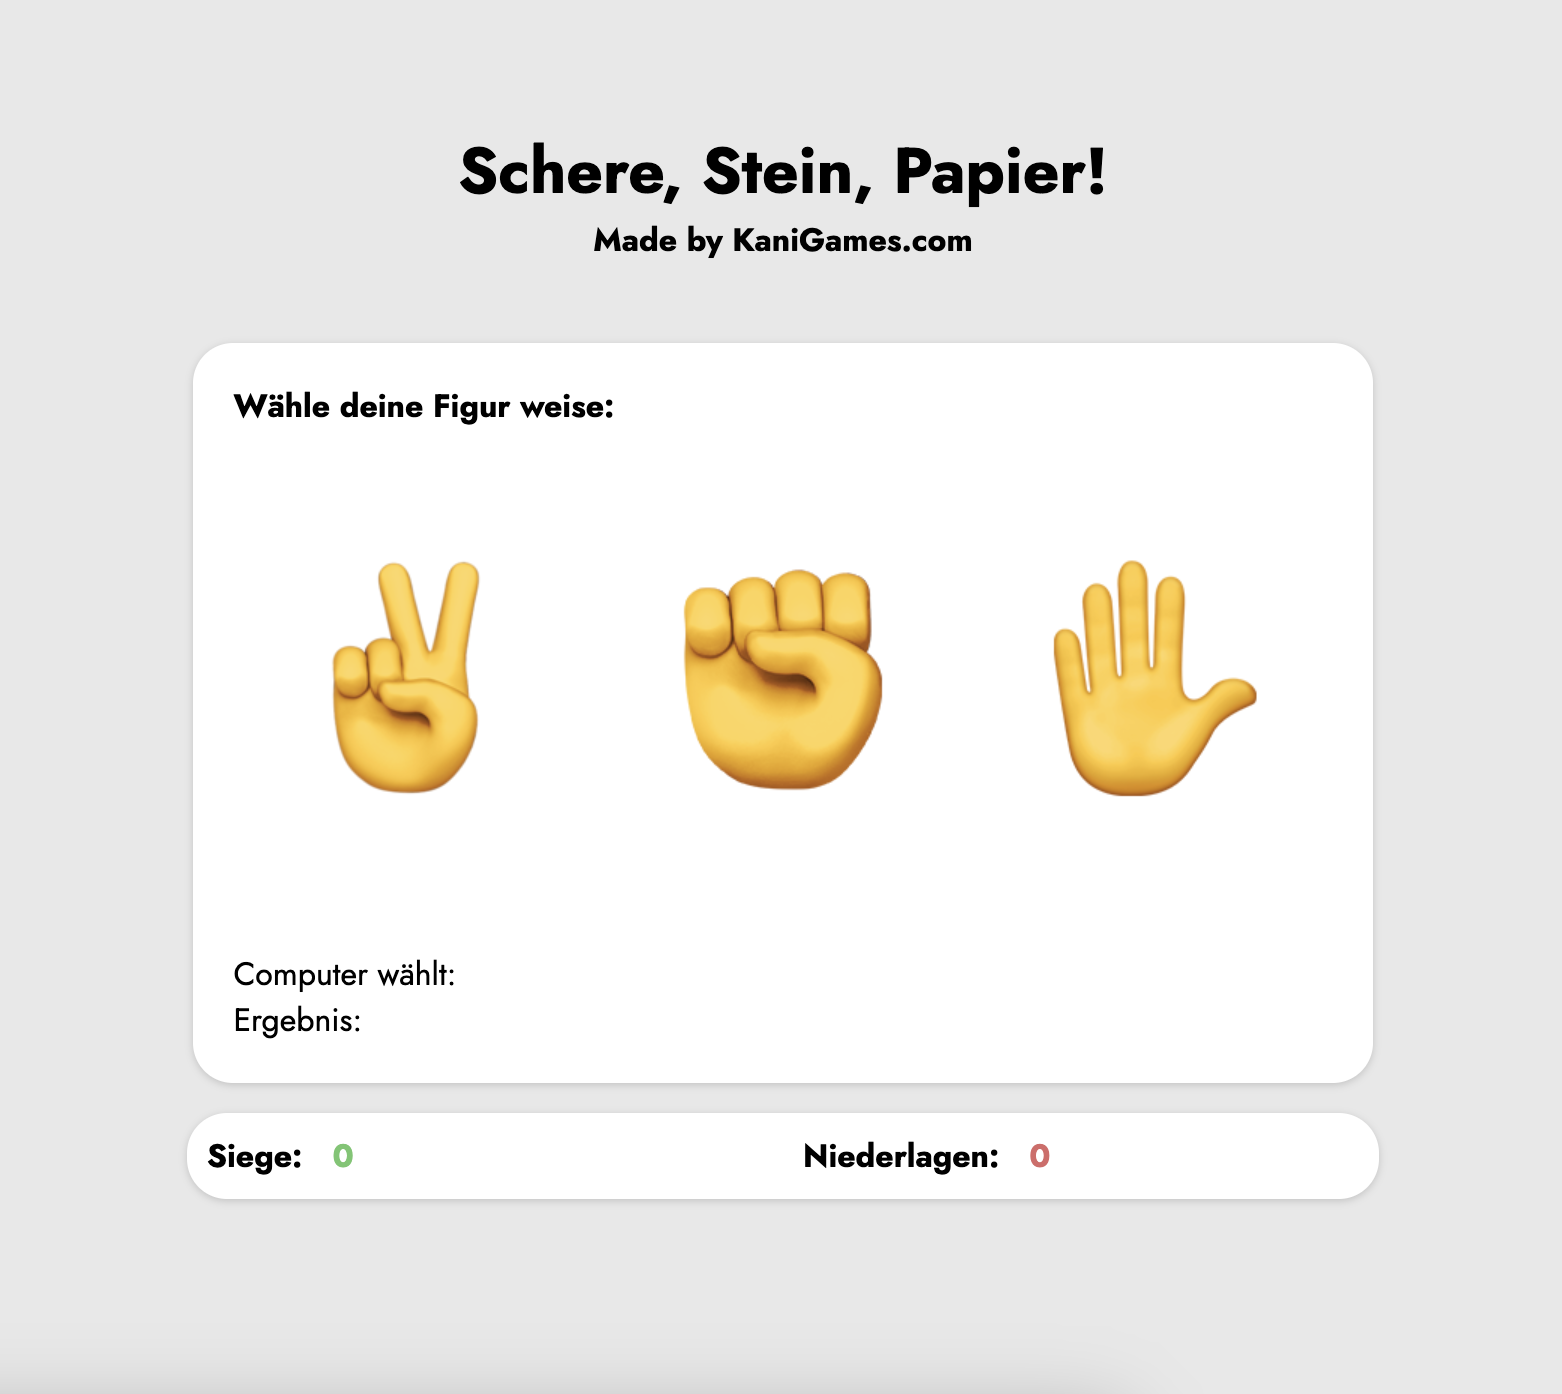 Schere, Stein, Papier!
Made by KaniGames.com
Wähle deine Figur weise:
Computer wählt:
Ergebnis:
Siege: 0
Niederlagen: 0